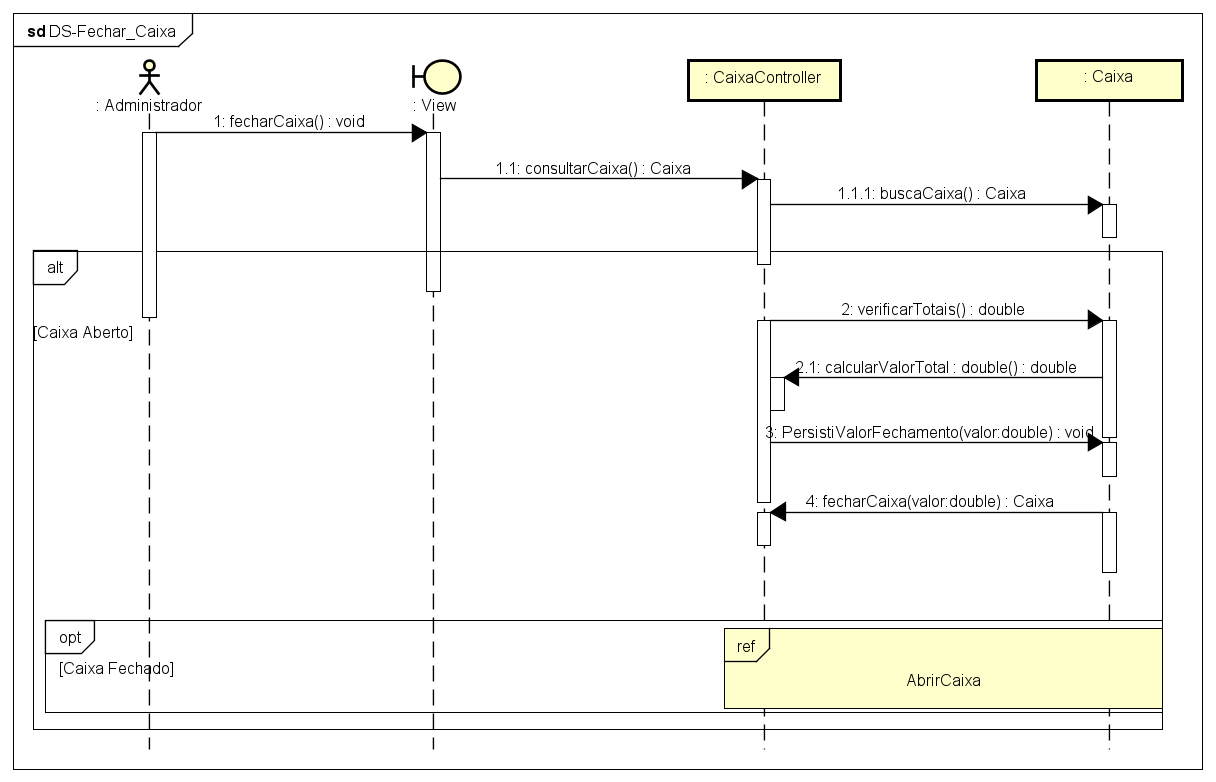 sd DS-Fechar_Caixa
: Administrador
: View
: CaixaController
: Caixa
1: fecharCaixa() : void
1.1: consultarCaixa() : Caixa
1.1.1: buscaCaixa() : Caixa
alt
[Caixa Aberto]
2: verificarTotais() : double
2.1: calcularValorTotal : double() : double
3: PersistiValorFechamento(valor:double) : void
4: fecharCaixa(valor:double) : Caixa
opt
[Caixa Fechado]
ref
AbrirCaixa